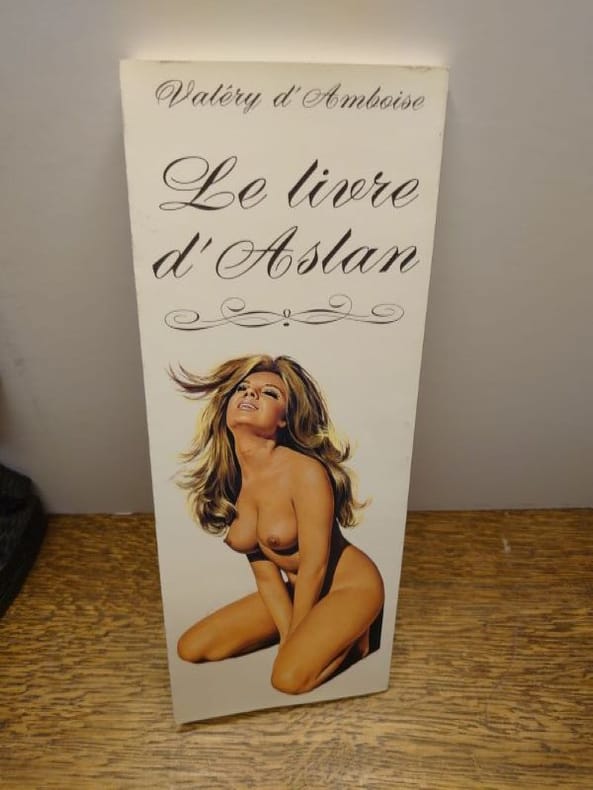 Valéry d'Amboise
Le livre
d'Aslan